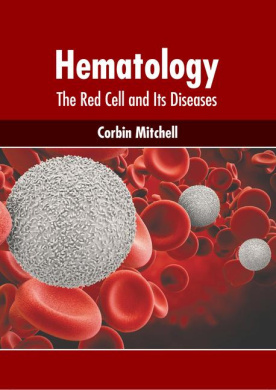 Hematology
The Red Cell and Its Diseases
Corbin Mitchell